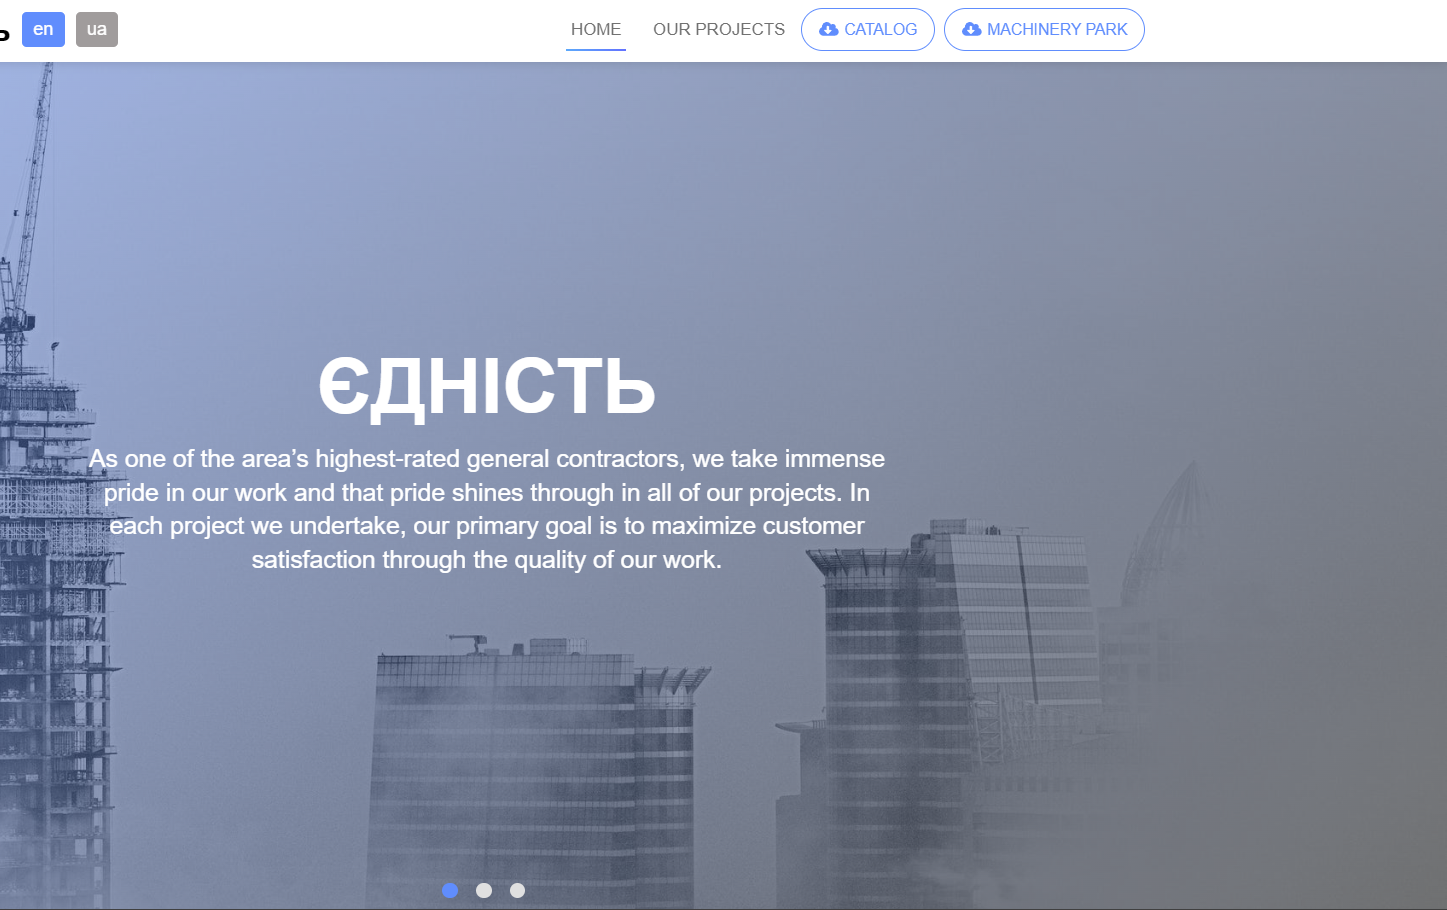 Ь en ua HOME OUR PROJECTS CATALOG MACHINERY PARK
ЄДНІСТЬ
As one of the area’s highest-rated general contractors, we take immense
pride in our work and that pride shines through in all of our projects. In
each project we undertake, our primary goal is to maximize customer
satisfaction through the quality of our work.